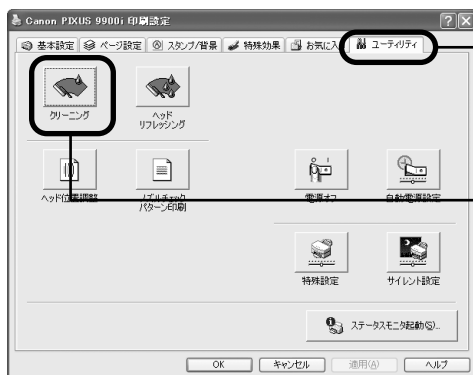 Canon PIXUS 9900i 印刷設定
基本設定 ページ設定 スタンプ/背景 特殊効果 お気に入 ユーティリティ
クリーニング ヘッド
リフレッシング
ヘッド位置調整 ノズルチェック
パターン印刷 電源オフ 自動電源設定
特殊設定 サイレント設定
ステータスモニタ起動(S)...
OK キャンセル 適用(A) ヘルプ